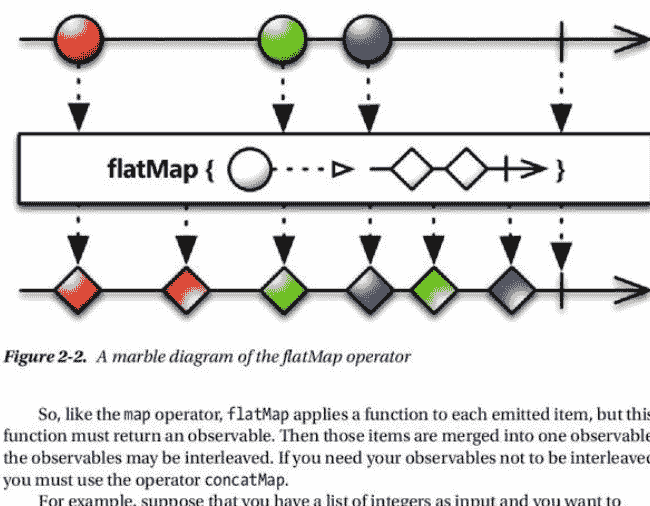 flatMap { }
Figure 2-2. A marble diagram of the flatMap operator
So, like the map operator, flatMap applies a function to each emitted item, but this
function must return an observable. Then those items are merged into one observable
the observables may be interleaved. If you need your observables not to be interleaved
you must use the operator concatMap.
For example, suppose that you have a list of integers as input and you want to